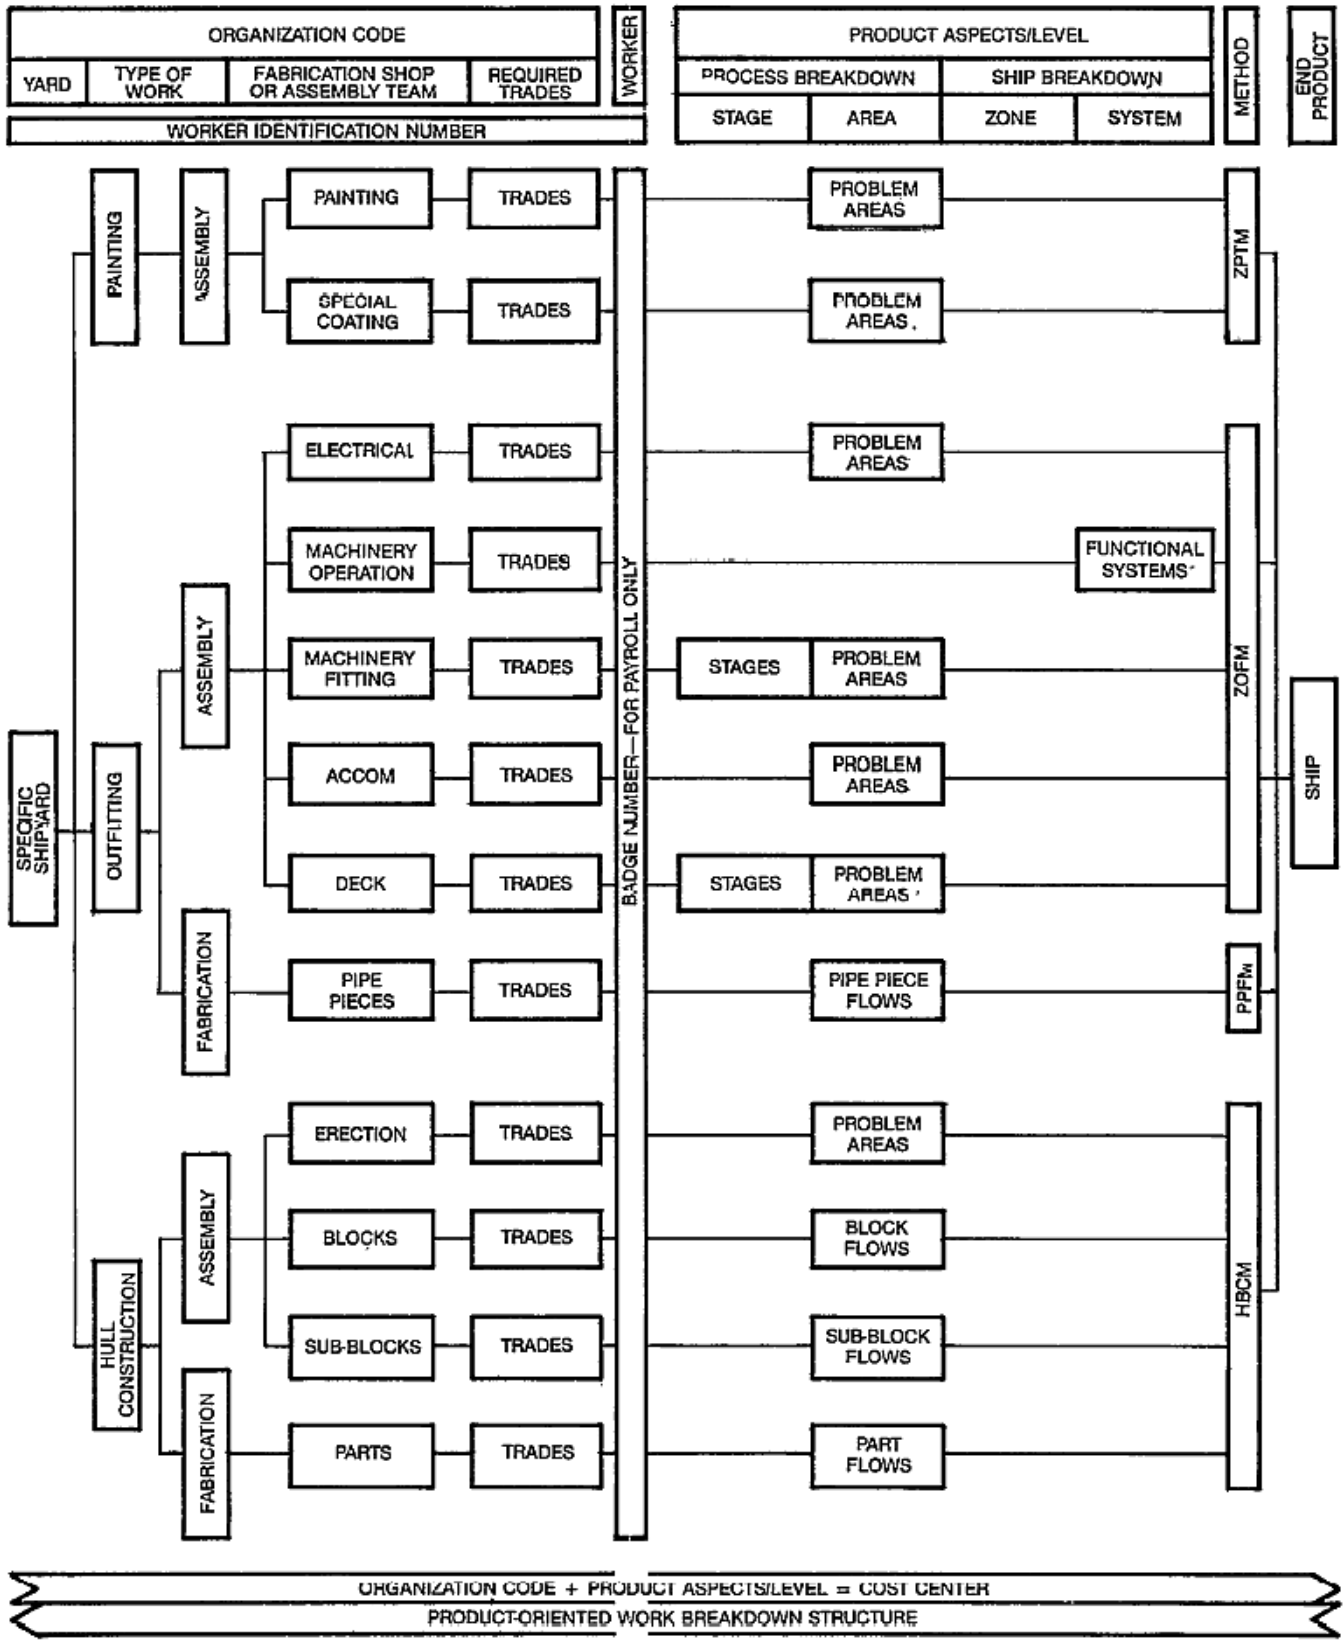 ORGANIZATION CODE
YARD
TYPE OF
WORK
FABRICATION SHOP
OR ASSEMBLY TEAM
REQUIRED
TRADES
WORKER
WORKER IDENTIFICATION NUMBER
PRODUCT ASPECTS/LEVEL
PROCESS BREAKDOWN
SHIP BREAKDOWN
STAGE
AREA
ZONE
SYSTEM
METHOD
END
PRODUCT
SPECIFIC
SHIPYARD
PAINTING
ASSEMBLY
PAINTING
TRADES
PROBLEM
AREAS
SPECIAL
COATING
TRADES
PROBLEM
AREAS
ZPTM
OUTFITTING
ASSEMBLY
ELECTRICAL
TRADES
PROBLEM
AREAS
MACHINERY
OPERATION
TRADES
FUNCTIONAL
SYSTEMS
MACHINERY
FITTING
TRADES
STAGES
PROBLEM
AREAS
ACCOM
TRADES
PROBLEM
AREAS
DECK
TRADES
STAGES
PROBLEM
AREAS
ZOFM
FABRICATION
PIPE
PIECES
TRADES
PIPE PIECE
FLOWS
PPFM
HULL
CONSTRUCTION
ASSEMBLY
ERECTION
TRADES
PROBLEM
AREAS
BLOCKS
TRADES
BLOCK
FLOWS
SUB-BLOCKS
TRADES
SUB-BLOCK
FLOWS
FABRICATION
PARTS
TRADES
PART
FLOWS
HBCM
BADGE NUMBER—FOR PAYROLL ONLY
SHIP
ORGANIZATION CODE + PRODUCT ASPECTS/LEVEL = COST CENTER
PRODUCT-ORIENTED WORK BREAKDOWN STRUCTURE